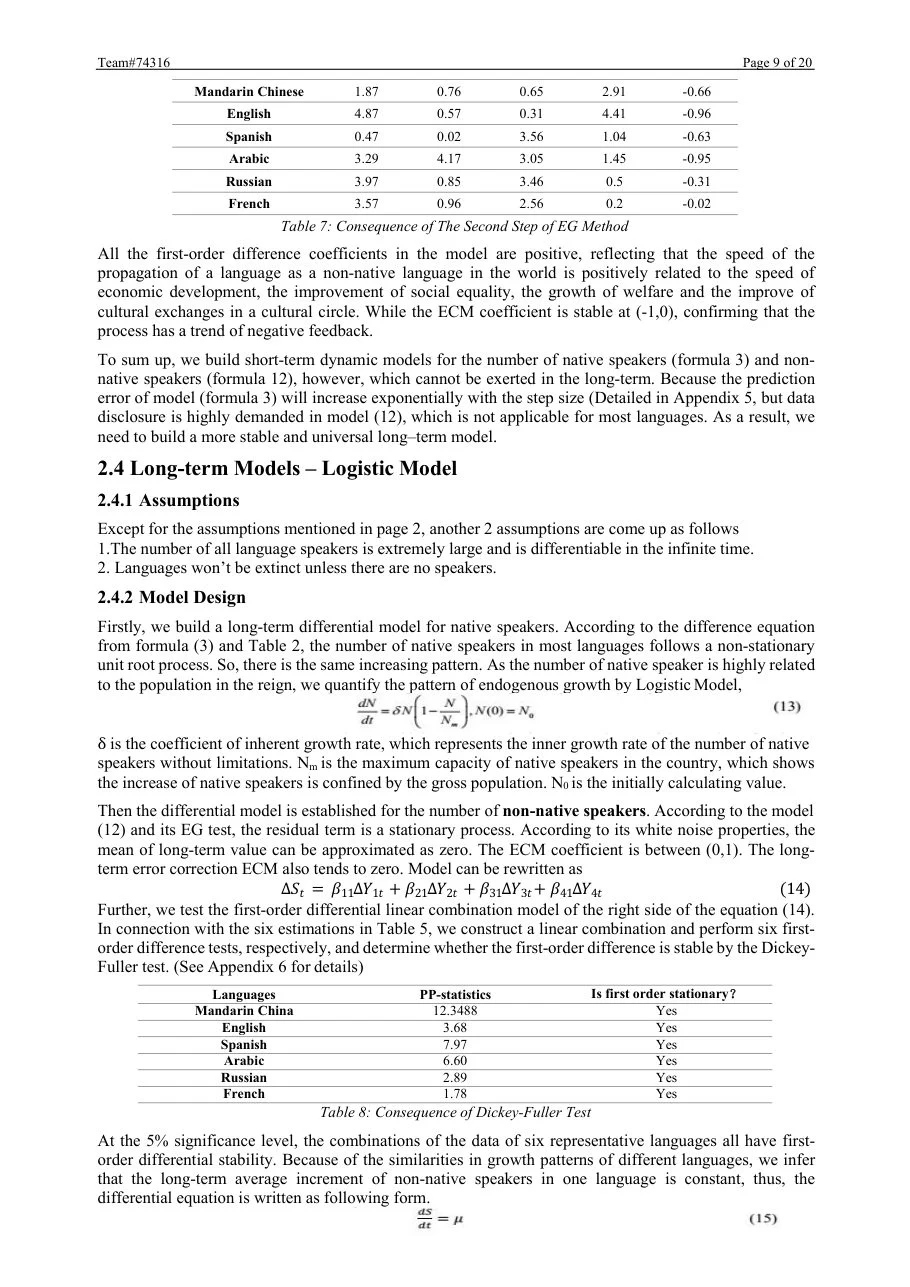 Team#74316 Page 9 of 20
Mandarin Chinese 1.87 0.76 0.65 2.91 -0.66
English 4.87 0.57 0.31 4.41 -0.96
Spanish 0.47 0.02 3.56 1.04 -0.63
Arabic 3.29 4.17 3.05 1.45 -0.95
Russian 3.97 0.85 3.46 0.5 -0.31
French 3.57 0.96 2.56 0.2 -0.02
Table 7: Consequence of The Second Step of EG Method
All the first-order difference coefficients in the model are positive, reflecting that the speed of the
propagation of a language as a non-native language in the world is positively related to the speed of
economic development, the improvement of social equality, the growth of welfare and the improve of
cultural exchanges in a cultural circle. While the ECM coefficient is stable at (-1,0), confirming that the
process has a trend of negative feedback.
To sum up, we build short-term dynamic models for the number of native speakers (formula 3) and non-
native speakers (formula 12), however, which cannot be exerted in the long-term. Because the prediction
error of model (formula 3) will increase exponentially with the step size (Detailed in Appendix 5, but data
disclosure is highly demanded in model (12), which is not applicable for most languages. As a result, we
need to build a more stable and universal long–term model.
2.4 Long-term Models – Logistic Model
2.4.1 Assumptions
Except for the assumptions mentioned in page 2, another 2 assumptions are come up as follows
1.The number of all language speakers is extremely large and is differentiable in the infinite time.
2. Languages won’t be extinct unless there are no speakers.
2.4.2 Model Design
Firstly, we build a long-term differential model for native speakers. According to the difference equation
from formula (3) and Table 2, the number of native speakers in most languages follows a non-stationary
unit root process. So, there is the same increasing pattern. As the number of native speaker is highly related
to the population in the reign, we quantify the pattern of endogenous growth by Logistic Model,
dN/dt = δN(1 − N/Nₘ), N(0) = N₀ (13)
δ is the coefficient of inherent growth rate, which represents the inner growth rate of the number of native
speakers without limitations. Nₘ is the maximum capacity of native speakers in the country, which shows
the increase of native speakers is confined by the gross population. N₀ is the initially calculating value.
Then the differential model is established for the number of non-native speakers. According to the model
(12) and its EG test, the residual term is a stationary process. According to its white noise properties, the
mean of long-term value can be approximated as zero. The ECM coefficient is between (0,1). The long-
term error correction ECM also tends to zero. Model can be rewritten as
ΔSₜ = β₁₁ΔY₁ₜ + β₂₁ΔY₂ₜ + β₃₁ΔY₃ₜ + β₄₁ΔY₄ₜ (14)
Further, we test the first-order differential linear combination model of the right side of the equation (14).
In connection with the six estimations in Table 5, we construct a linear combination and perform six first-
order difference tests, respectively, and determine whether the first-order difference is stable by the Dickey-
Fuller test. (See Appendix 6 for details)
Languages PP-statistics Is first order stationary?
Mandarin China 12.3488 Yes
English 3.68 Yes
Spanish 7.97 Yes
Arabic 6.60 Yes
Russian 2.89 Yes
French 1.78 Yes
Table 8: Consequence of Dickey-Fuller Test
At the 5% significance level, the combinations of the data of six representative languages all have first-
order differential stability. Because of the similarities in growth patterns of different languages, we infer
that the long-term average increment of non-native speakers in one language is constant, thus, the
differential equation is written as following form.
dS/dt = μ (15)